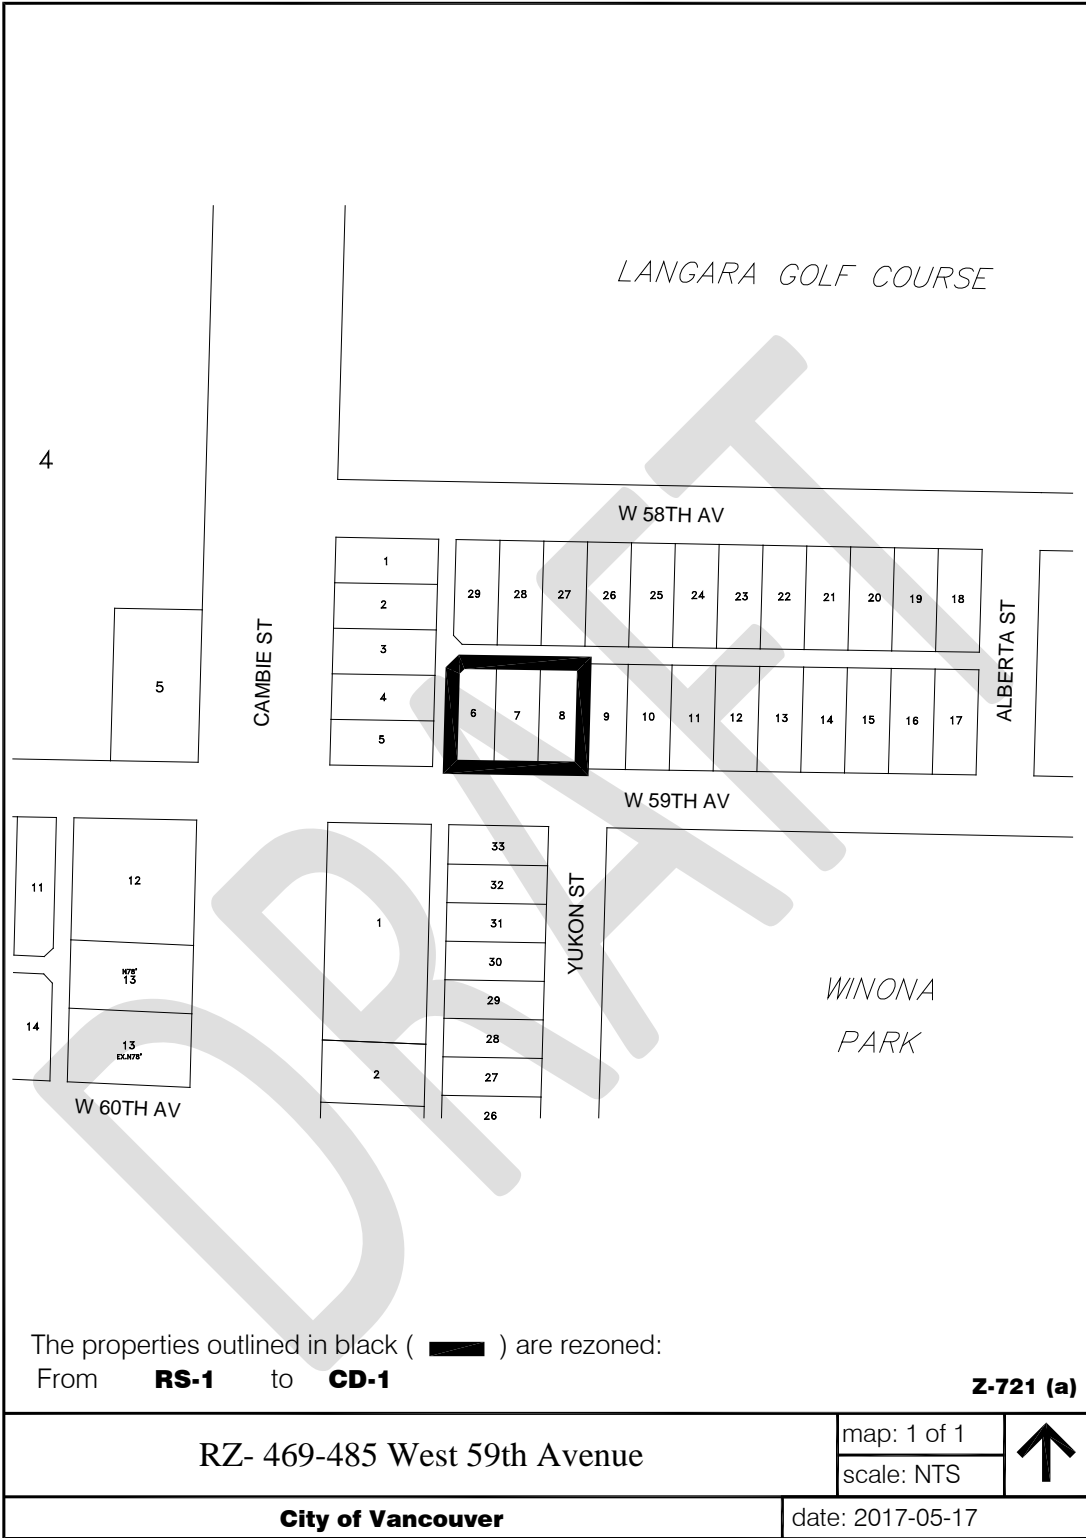 LANGARA GOLF COURSE
4
W 58TH AV
1
2
3
4
5
29 28 27 26 25 24 23 22 21 20 19 18
CAMBIE ST
ALBERTA ST
5
6 7 8 9 10 11 12 13 14 15 16 17
W 59TH AV
33
32
31
30
29
28
27
26
YUKON ST
11
12
N78'
13
14
13
EX.N78'
1
2
WINONA
PARK
W 60TH AV
DRAFT
The properties outlined in black ( ) are rezoned:
From RS-1 to CD-1
Z-721 (a)
RZ- 469-485 West 59th Avenue
map: 1 of 1
scale: NTS
City of Vancouver
date: 2017-05-17